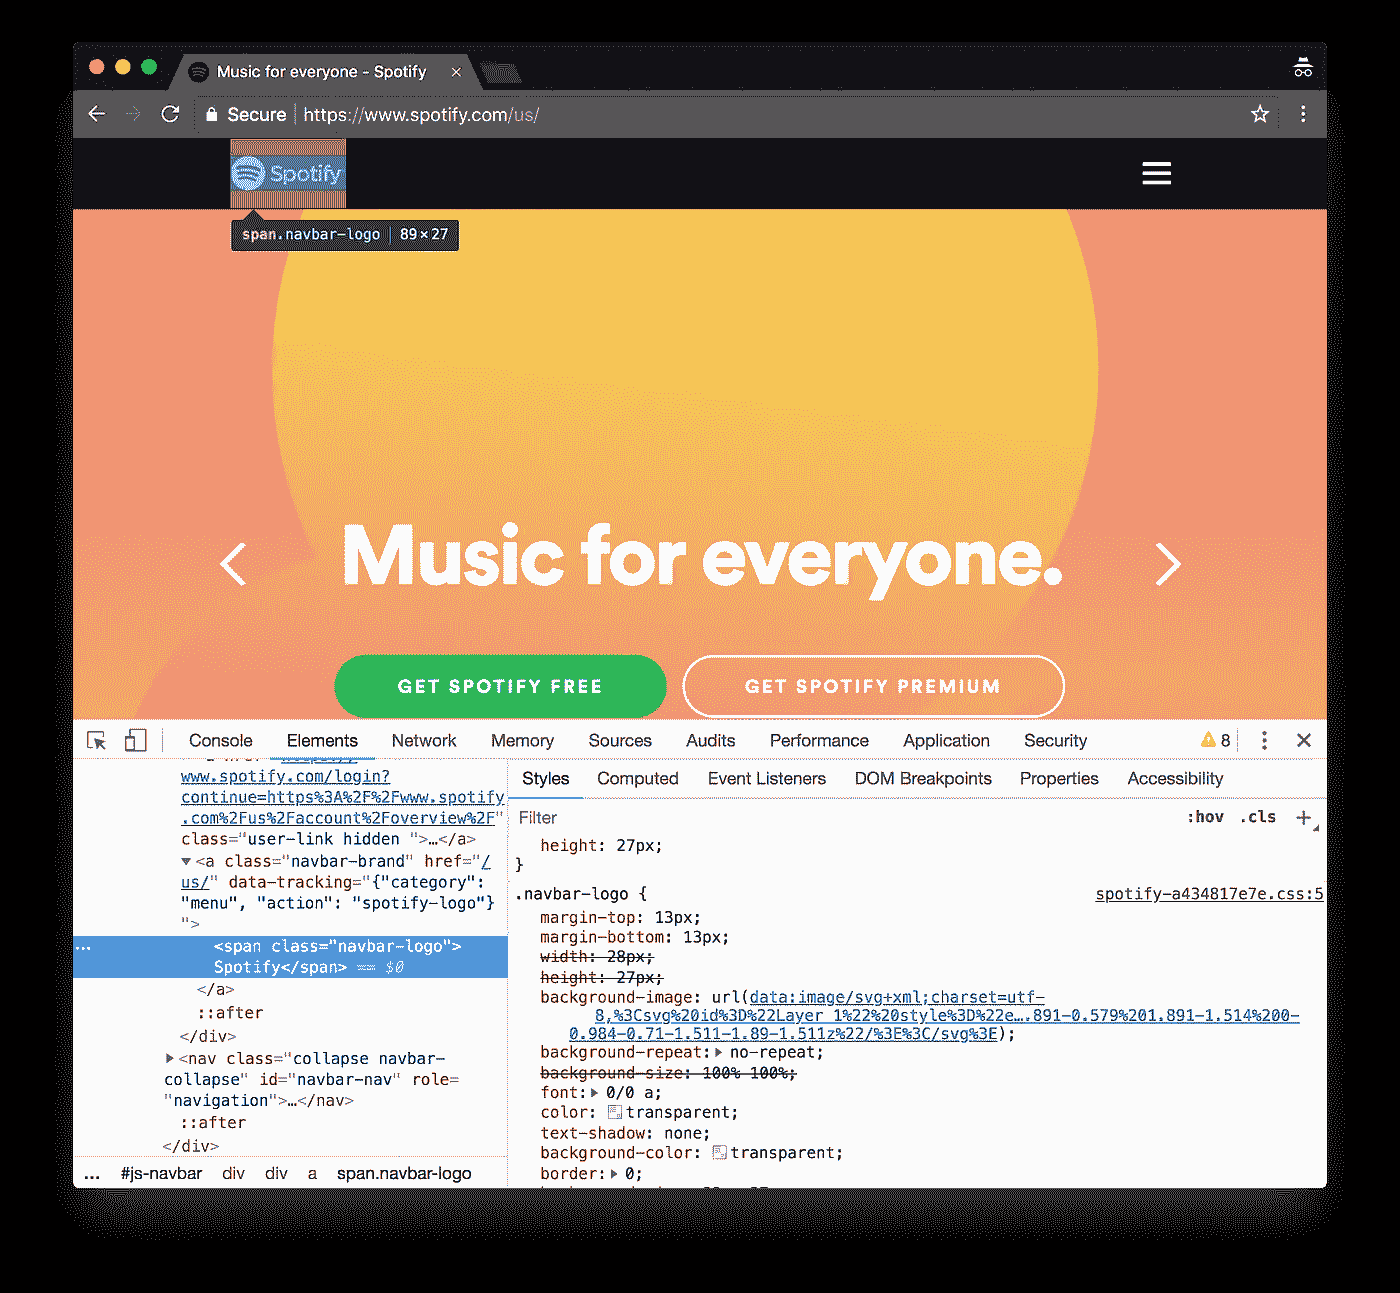 Music for everyone - Spotify
Secure https://www.spotify.com/us/
Spotify
span.navbar-logo 89×27
Music for everyone.
GET SPOTIFY FREE GET SPOTIFY PREMIUM
Console Elements Network Memory Sources Audits Performance Application Security 8
www.spotify.com/login?
continue=https%3A%2F%2Fwww.spotify
.com%2Fus%2Faccount%2Foverview%2F"
class="user-link hidden ">…</a>
<a class="navbar-brand" href="/
us/" data-tracking="{"category":
"menu", "action": "spotify-logo"}
">
… <span class="navbar-logo">
Spotify</span> == $0
</a>
::after
</div>
<nav class="collapse navbar-
collapse" id="navbar-nav" role=
"navigation">…</nav>
::after
</div>
… #js-navbar div div a span.navbar-logo
Styles Computed Event Listeners DOM Breakpoints Properties Accessibility
Filter :hov .cls +
height: 27px;
}
.navbar-logo { spotify-a434817e7e.css:5
margin-top: 13px;
margin-bottom: 13px;
width: 28px;
height: 27px;
background-image: url(data:image/svg+xml;charset=utf-
8,%3Csvg%20id%3D%22Layer_1%22%20style%3D%22e….891-0.579%201.891-1.514%200-
0.984-0.71-1.511-1.89-1.511z%22/%3E%3C/svg%3E);
background-repeat: no-repeat;
background-size: 100% 100%;
font: 0/0 a;
color: transparent;
text-shadow: none;
background-color: transparent;
border: 0;